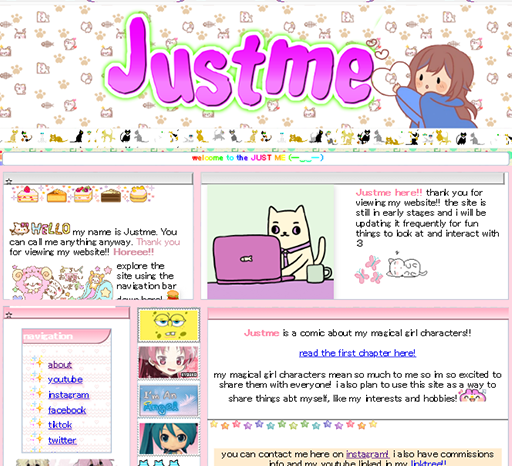 Justme
welcome to the JUST ME (—‿‿—)
☆
HELLO my name is Justme. You
can call me anything anyway. Thank you
for viewing my website!! Horeee!!
explore the
site using the
navigation bar
down here!
Justme here!! thank you for
viewing my website!! the site is
still in early stages and i will be
updating it frequently for fun
things to look at and interact with
:3
☆
navigation
about
youtube
instagram
facebook
tiktok
twitter
I'm An
Angel
Justme is a comic about my magical girl characters!!
read the first chapter here!
my magical girl characters mean so much to me so im so excited to
share them with everyone! i also plan to use this site as a way to
share things abt myself, like my interests and hobbies!
you can contact me here on instagram! i also have commissions
info and my youtube linked in my linktree!!